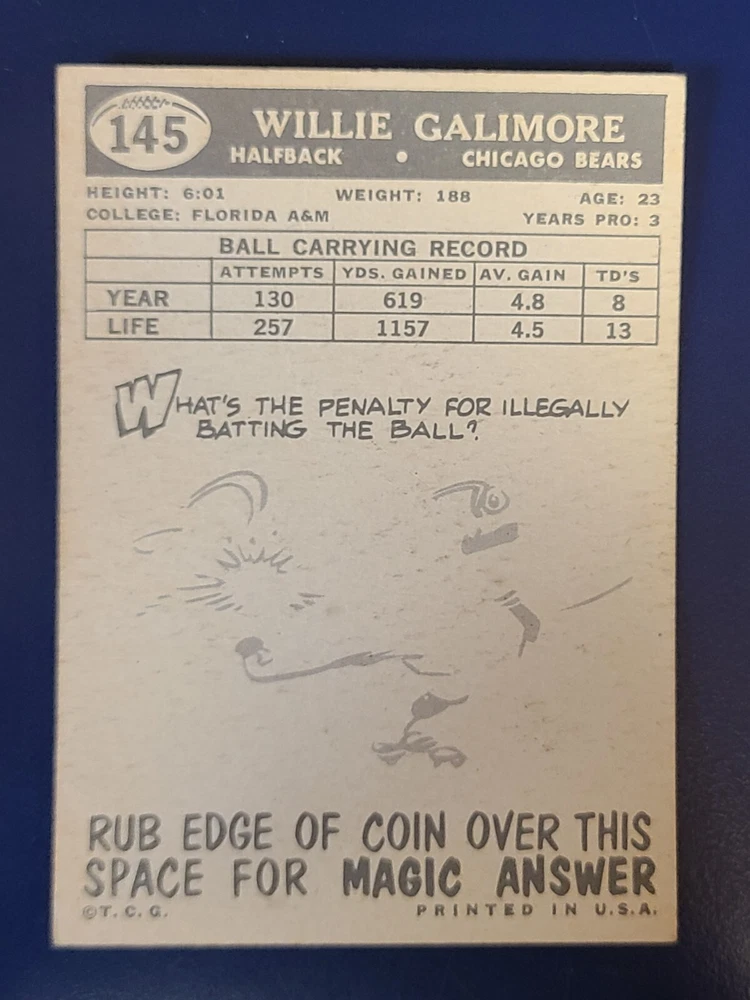 145
WILLIE GALIMORE
HALFBACK • CHICAGO BEARS
HEIGHT: 6:01 WEIGHT: 188 AGE: 23
COLLEGE: FLORIDA A&M YEARS PRO: 3
BALL CARRYING RECORD
ATTEMPTS YDS. GAINED AV. GAIN TD'S
YEAR 130 619 4.8 8
LIFE 257 1157 4.5 13
WHAT'S THE PENALTY FOR ILLEGALLY
BATTING THE BALL?
RUB EDGE OF COIN OVER THIS
SPACE FOR MAGIC ANSWER
©T. C. G. PRINTED IN U.S.A.